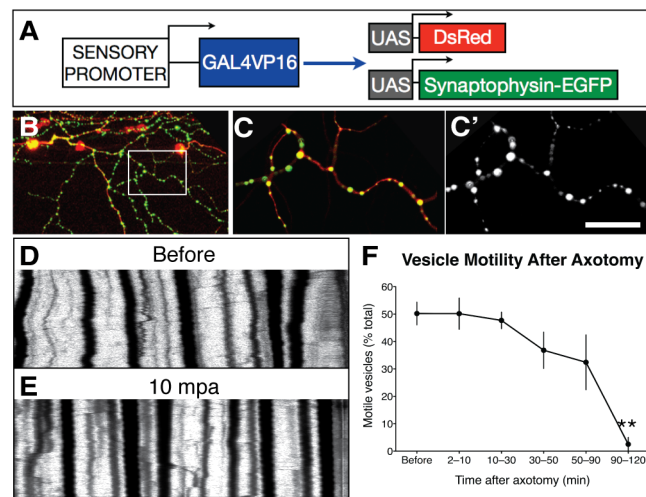 A
SENSORY
PROMOTER
GAL4VP16
UAS
DsRed
UAS
Synaptophysin-EGFP
B
C
C'
D
Before
E
10 mpa
F
Vesicle Motility After Axotomy
Motile vesicles (% total)
60
50
40
30
20
10
0
**
Before
2–10
10–30
30–50
50–90
90–120
Time after axotomy (min)